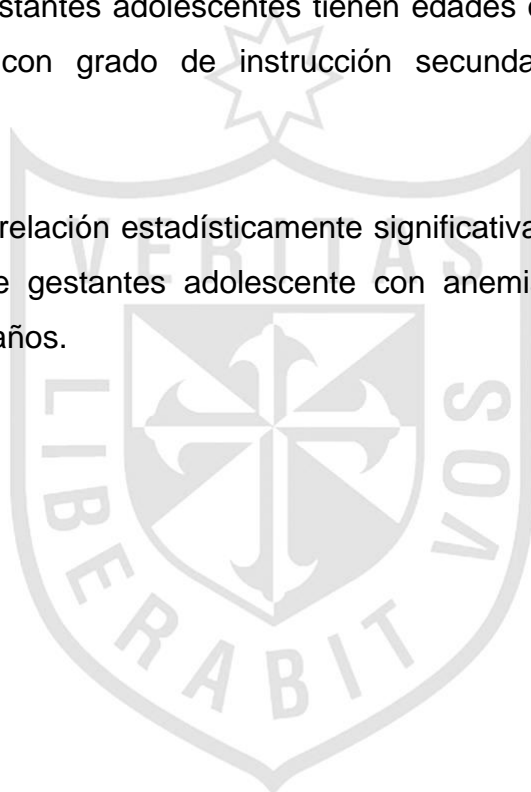 estantes adolescentes tienen edades
con grado de instrucción secunda
relación estadísticamente significativa
e gestantes adolescente con anemi
años.
VERITAS
LIBERABIT
VOS